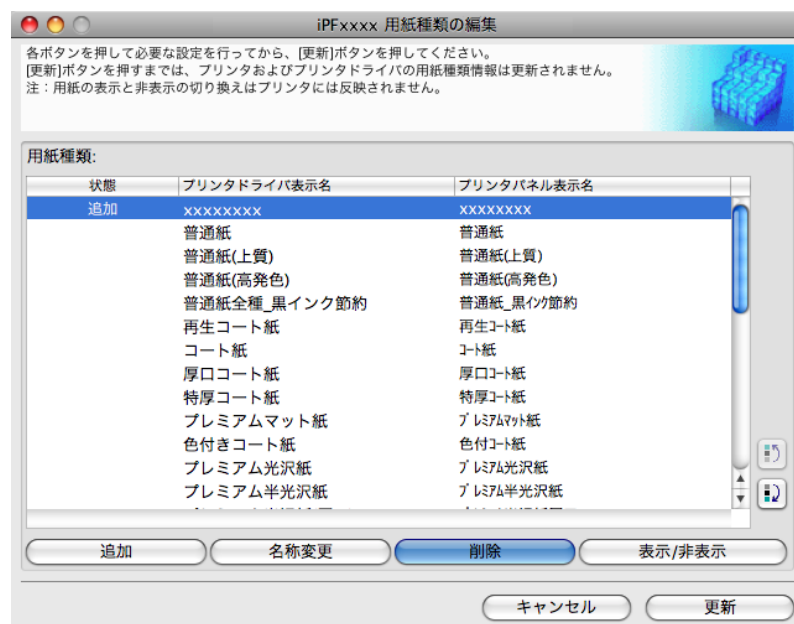 iPFxxxx 用紙種類の編集
各ボタンを押して必要な設定を行ってから、[更新]ボタンを押してください。
[更新]ボタンを押すまでは、プリンタおよびプリンタドライバの用紙種類情報は更新されません。
注：用紙の表示と非表示の切り換えはプリンタには反映されません。
用紙種類:
状態 プリンタドライバ表示名 プリンタパネル表示名
追加 xxxxxxxx xxxxxxxx
普通紙 普通紙
普通紙(上質) 普通紙(上質)
普通紙(高発色) 普通紙(高発色)
普通紙全種_黒インク節約 普通紙_黒ｲﾝｸ節約
再生コート紙 再生ｺｰﾄ紙
コート紙 ｺｰﾄ紙
厚口コート紙 厚口ｺｰﾄ紙
特厚コート紙 特厚ｺｰﾄ紙
プレミアムマット紙 ﾌﾟﾚﾐｱﾑﾏｯﾄ紙
色付きコート紙 色付ｺｰﾄ紙
プレミアム光沢紙 ﾌﾟﾚﾐｱﾑ光沢紙
プレミアム半光沢紙 ﾌﾟﾚﾐｱﾑ半光沢紙
追加 名称変更 削除 表示/非表示
キャンセル 更新